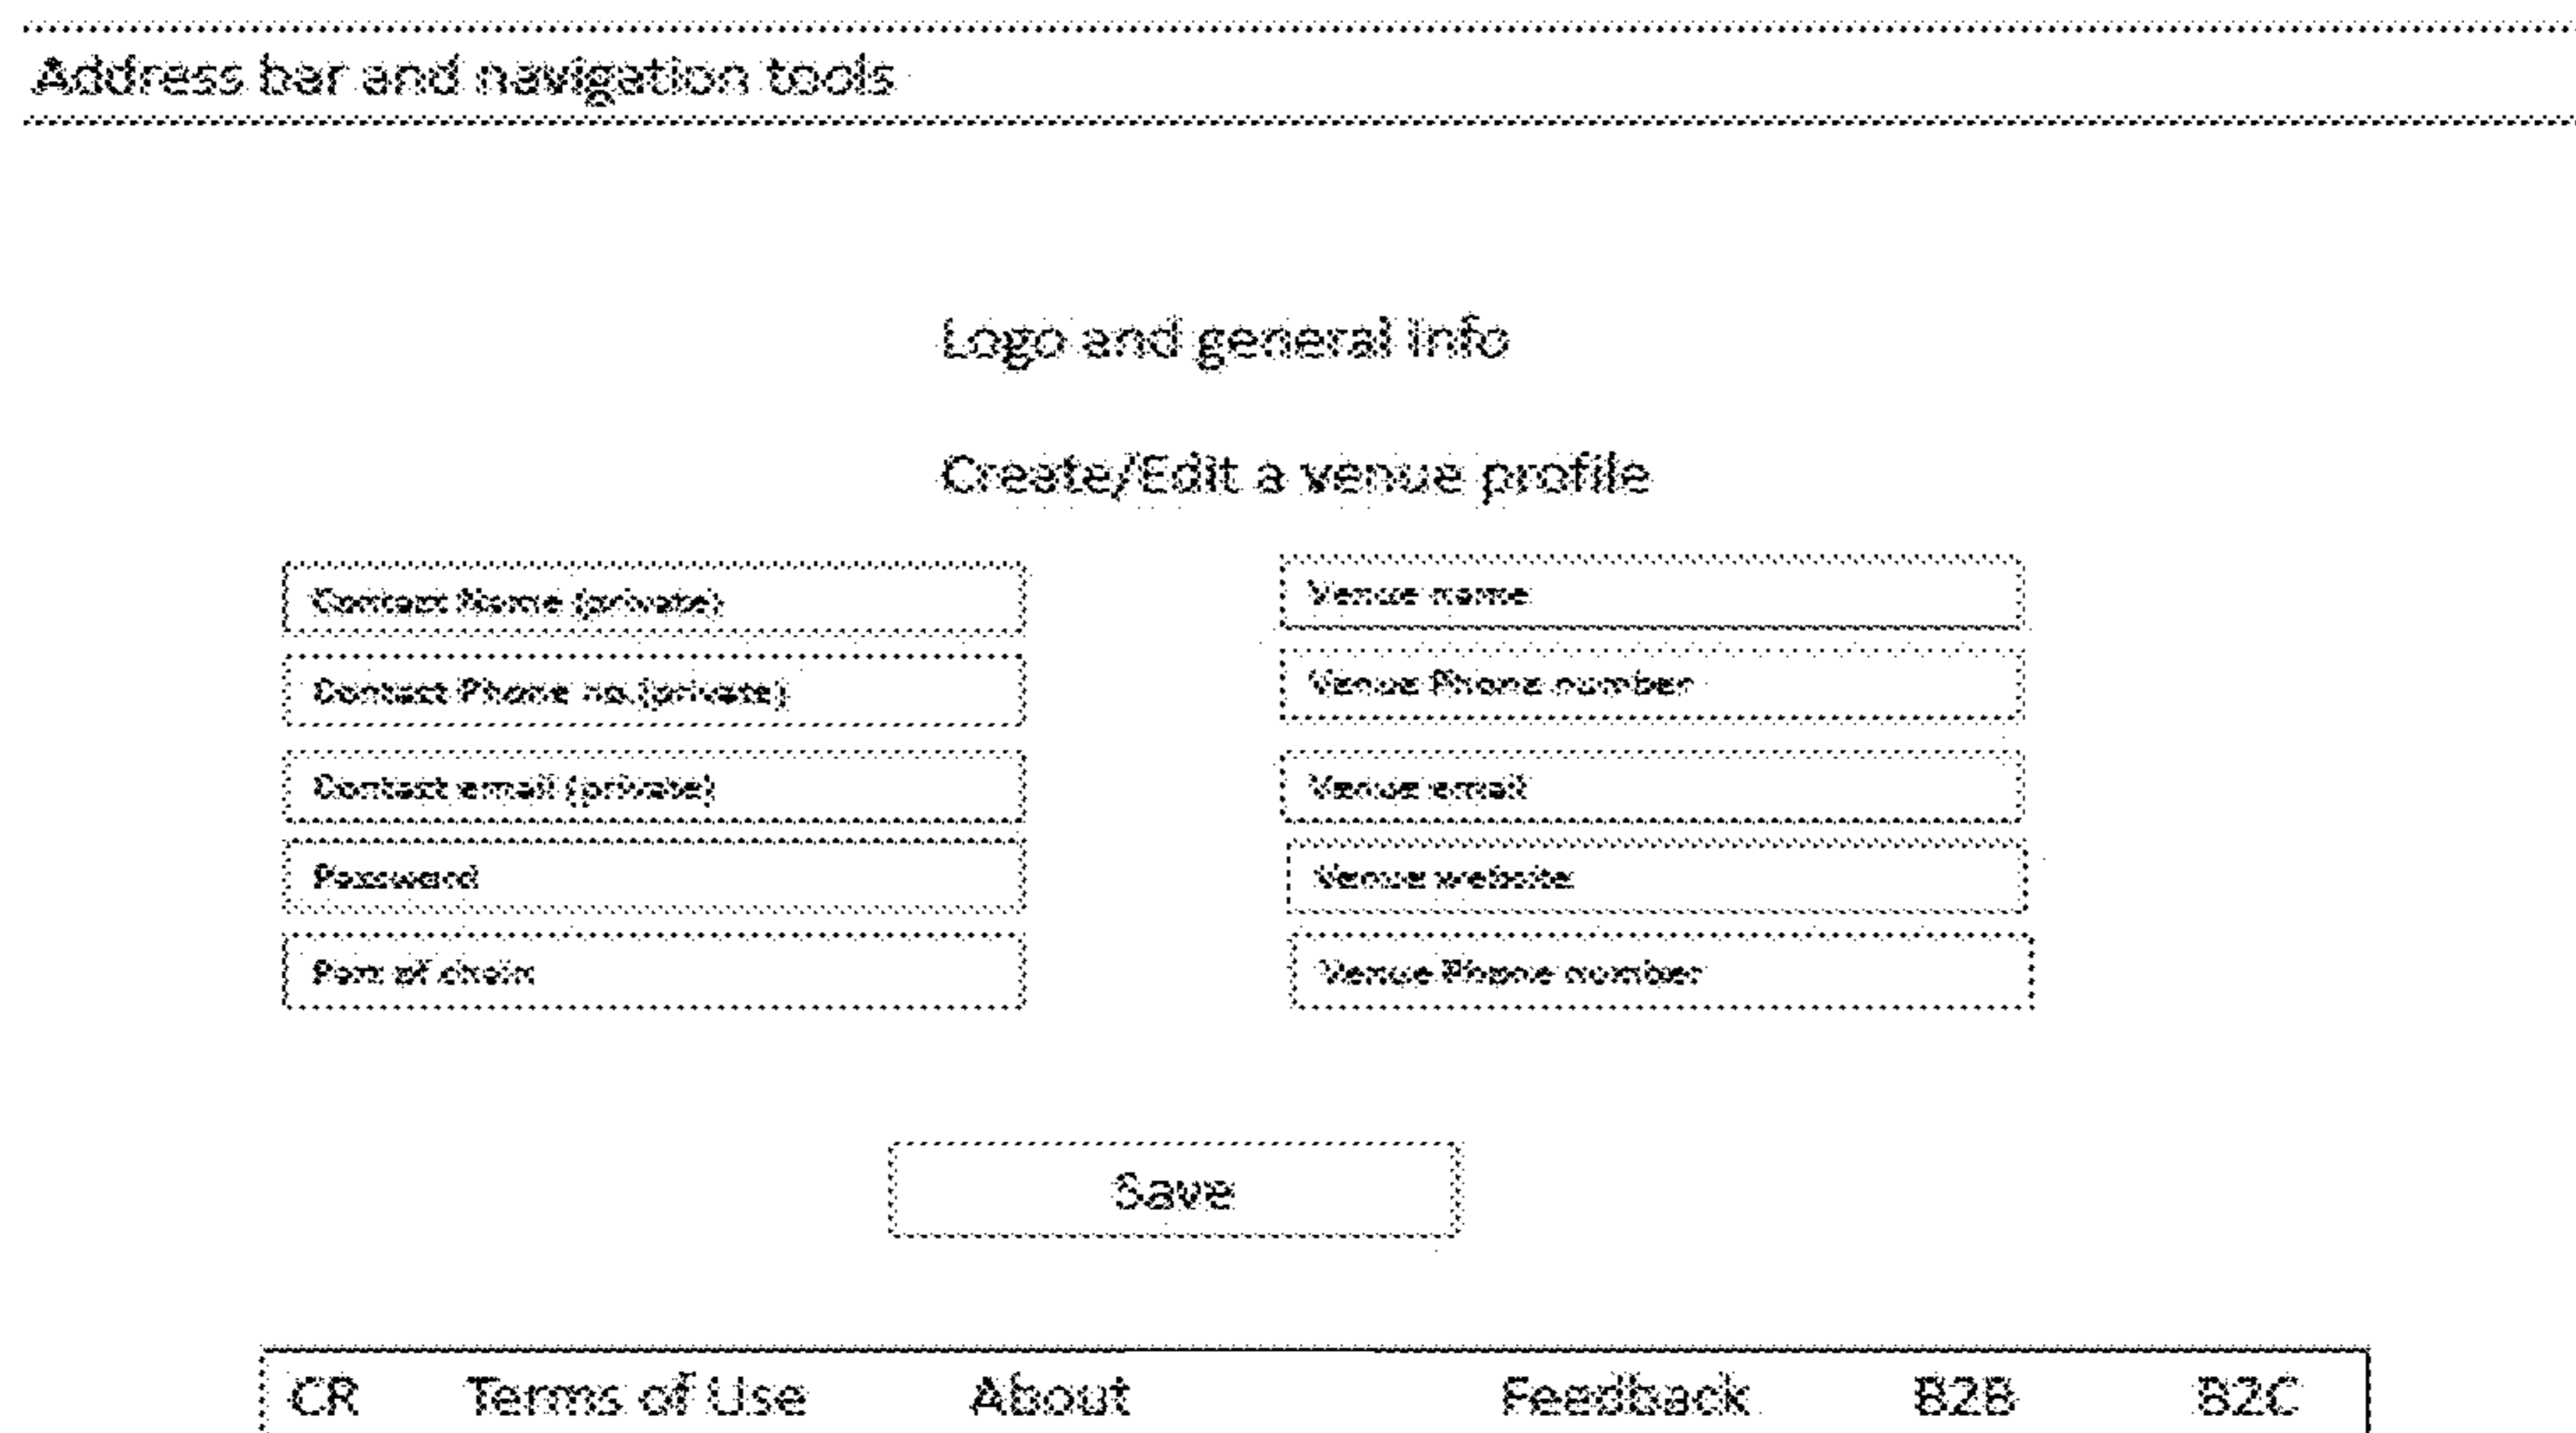 Address bar and navigation tools
Logo and general info
Create/Edit a venue profile
Contact Name (private)
Venue name
Contact Phone no.(private)
Venue Phone number
Contact email (private)
Venue email
Password
Venue website
Part of chain
Venue Phone number
Save
CR Terms of Use About Feedback B2B B2C